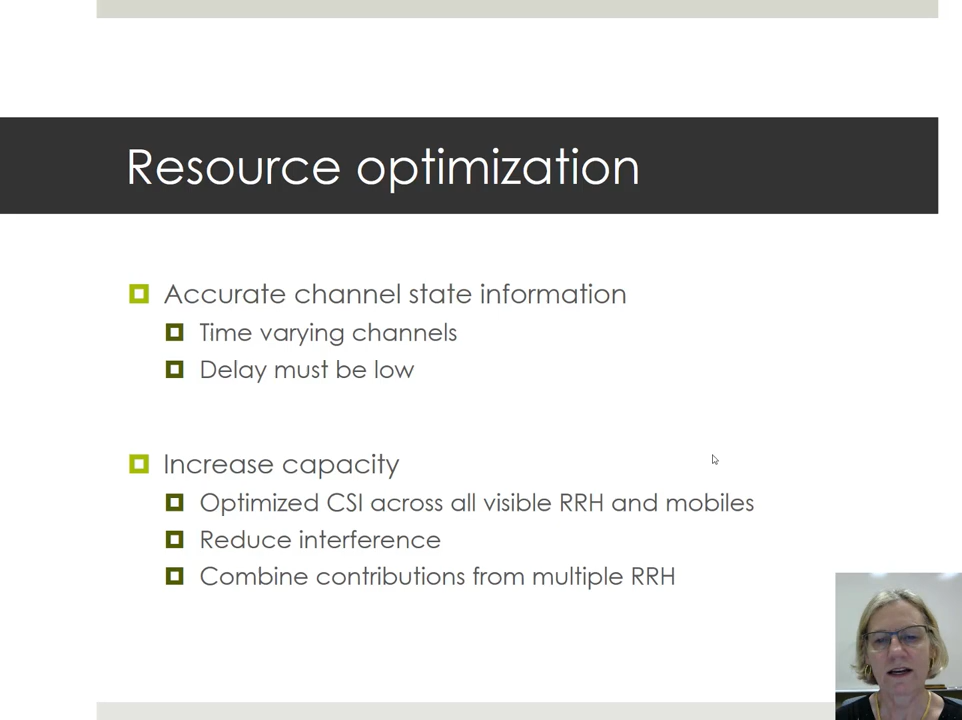 Resource optimization
Accurate channel state information
Time varying channels
Delay must be low
Increase capacity
Optimized CSI across all visible RRH and mobiles
Reduce interference
Combine contributions from multiple RRH